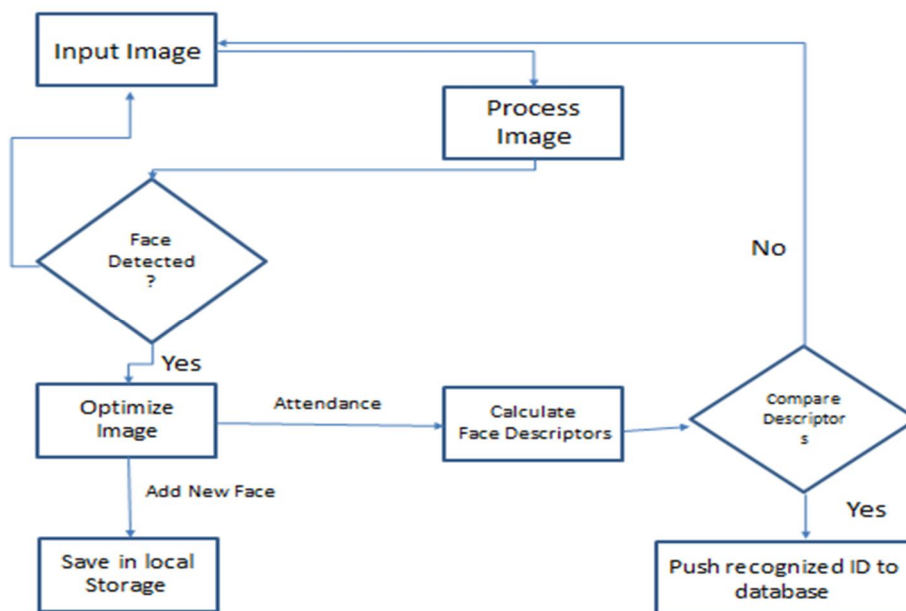 Input Image
Process
Image
Face
Detected
?
No
Yes
Optimize
Image
Attendance
Calculate
Face Descriptors
Compare
Descriptor
s
Add New Face
Yes
Save in local
Storage
Push recognized ID to
database